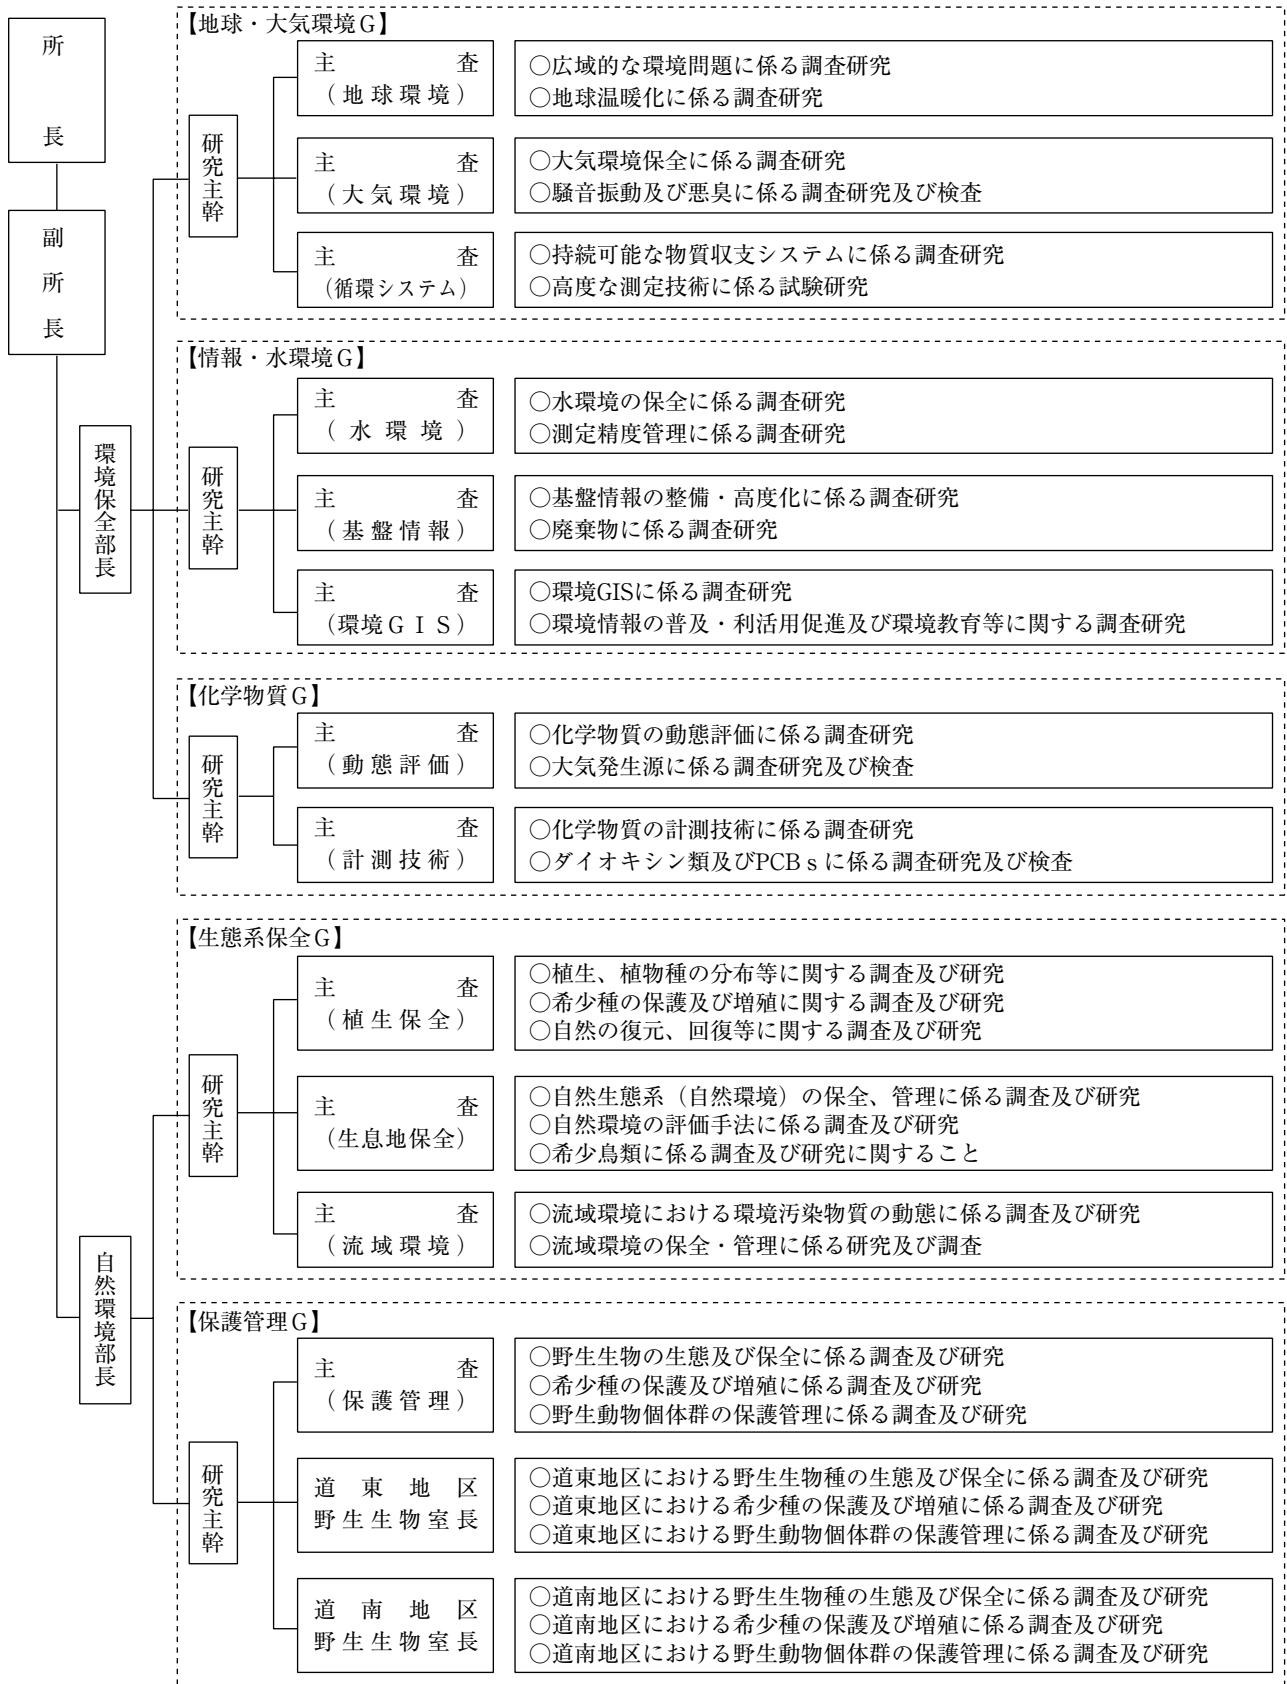 所長
副所長
環境保全部長
【地球・大気環境G】
研究主幹
主査
(地球環境)
○広域的な環境問題に係る調査研究
○地球温暖化に係る調査研究
主査
(大気環境)
○大気環境保全に係る調査研究
○騒音振動及び悪臭に係る調査研究及び検査
主査
(循環システム)
○持続可能な物質収支システムに係る調査研究
○高度な測定技術に係る試験研究
【情報・水環境G】
研究主幹
主査
(水環境)
○水環境の保全に係る調査研究
○測定精度管理に係る調査研究
主査
(基盤情報)
○基盤情報の整備・高度化に係る調査研究
○廃棄物に係る調査研究
主査
(環境GIS)
○環境GISに係る調査研究
○環境情報の普及・利活用促進及び環境教育等に関する調査研究
【化学物質G】
研究主幹
主査
(動態評価)
○化学物質の動態評価に係る調査研究
○大気発生源に係る調査研究及び検査
主査
(計測技術)
○化学物質の計測技術に係る調査研究
○ダイオキシン類及びPCBsに係る調査研究及び検査
自然環境部長
【生態系保全G】
研究主幹
主査
(植生保全)
○植生、植物種の分布等に関する調査及び研究
○希少種の保護及び増殖に関する調査及び研究
○自然の復元、回復等に関する調査及び研究
主査
(生息地保全)
○自然生態系（自然環境）の保全、管理に係る調査及び研究
○自然環境の評価手法に係る調査及び研究
○希少鳥類に係る調査及び研究に関すること
主査
(流域環境)
○流域環境における環境汚染物質の動態に係る調査及び研究
○流域環境の保全・管理に係る研究及び調査
【保護管理G】
研究主幹
主査
(保護管理)
○野生生物の生態及び保全に係る調査及び研究
○希少種の保護及び増殖に係る調査及び研究
○野生動物個体群の保護管理に係る調査及び研究
道東地区
野生生物室長
○道東地区における野生生物種の生態及び保全に係る調査及び研究
○道東地区における希少種の保護及び増殖に係る調査及び研究
○道東地区における野生動物個体群の保護管理に係る調査及び研究
道南地区
野生生物室長
○道南地区における野生生物種の生態及び保全に係る調査及び研究
○道南地区における希少種の保護及び増殖に係る調査及び研究
○道南地区における野生動物個体群の保護管理に係る調査及び研究